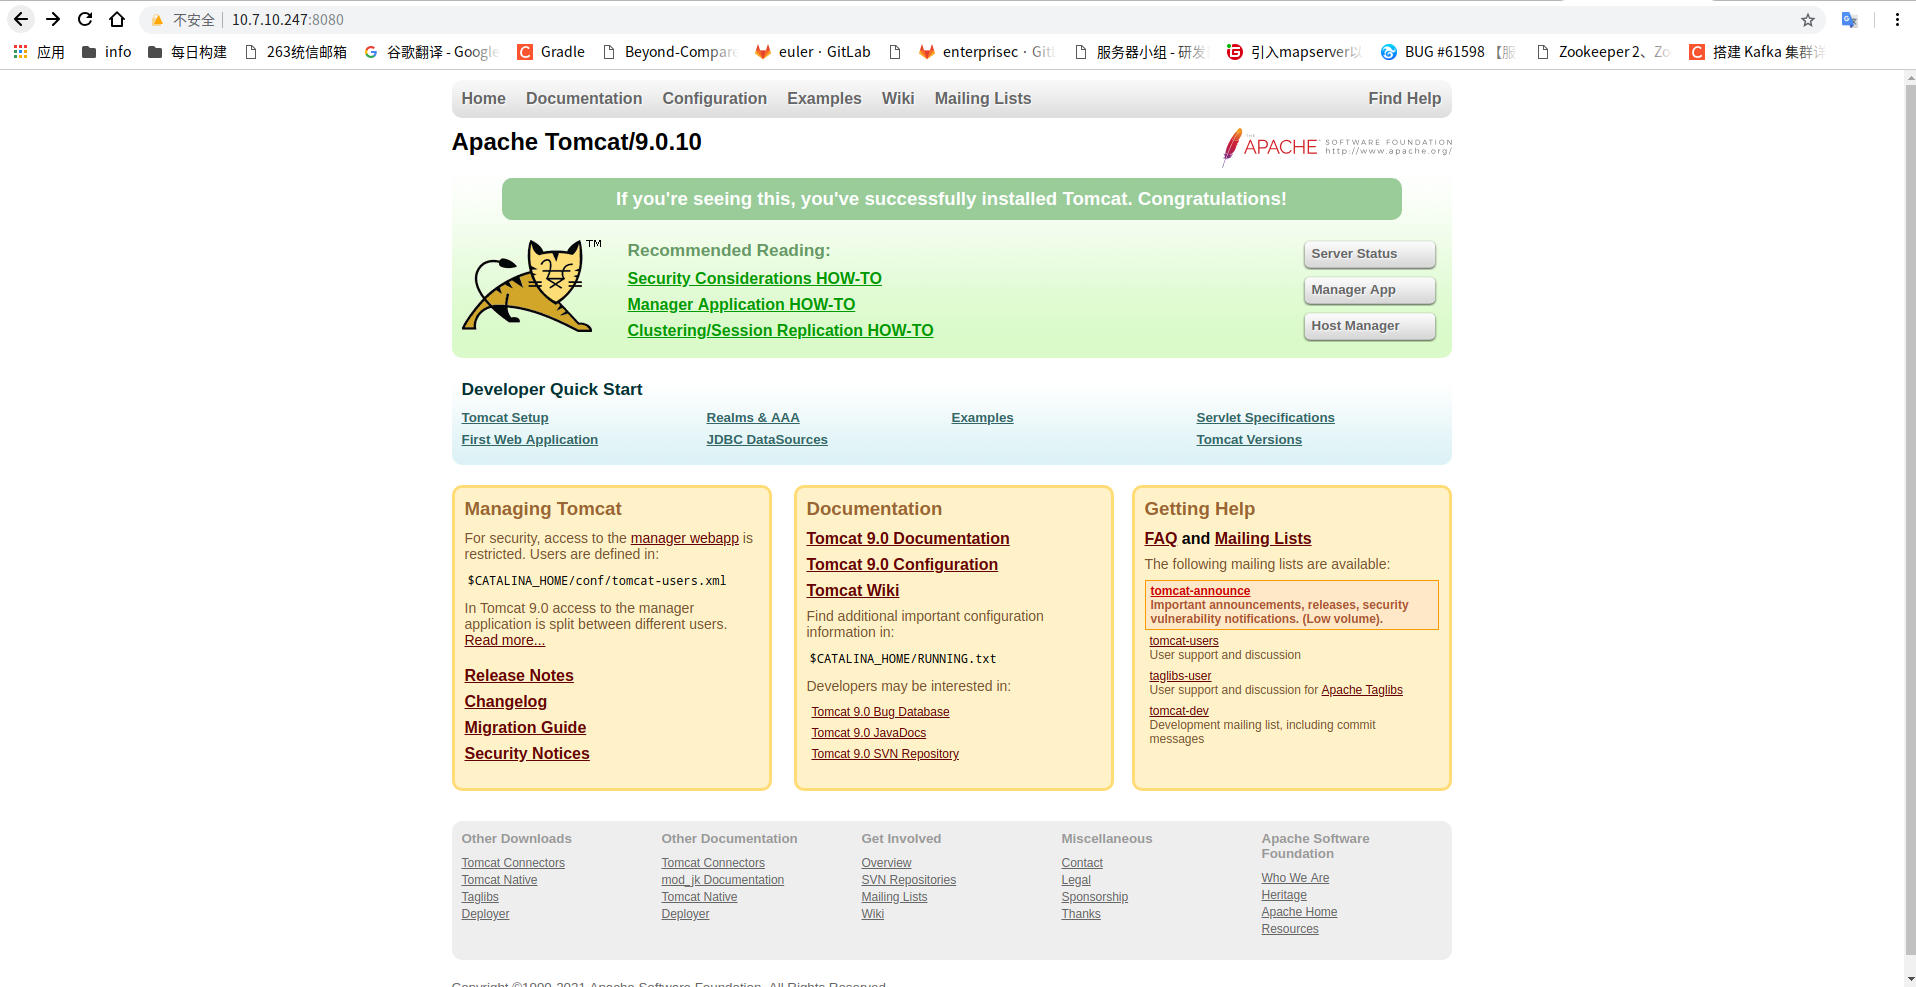 不安全 10.7.10.247:8080
应用 info 每日构建 263统信邮箱 谷歌翻译 - Google Gradle Beyond-Compare euler · GitLab enterprisec · Git 服务器小组 - 研发 引入mapserver以 BUG #61598 【服 Zookeeper 2、Zo 搭建 Kafka 集群详
Home Documentation Configuration Examples Wiki Mailing Lists Find Help
Apache Tomcat/9.0.10
THE APACHE SOFTWARE FOUNDATION
http://www.apache.org/
If you're seeing this, you've successfully installed Tomcat. Congratulations!
TM
Recommended Reading:
Security Considerations HOW-TO
Manager Application HOW-TO
Clustering/Session Replication HOW-TO
Server Status
Manager App
Host Manager
Developer Quick Start
Tomcat Setup
First Web Application
Realms & AAA
JDBC DataSources
Examples
Servlet Specifications
Tomcat Versions
Managing Tomcat
For security, access to the manager webapp is
restricted. Users are defined in:
$CATALINA_HOME/conf/tomcat-users.xml
In Tomcat 9.0 access to the manager
application is split between different users.
Read more...
Release Notes
Changelog
Migration Guide
Security Notices
Documentation
Tomcat 9.0 Documentation
Tomcat 9.0 Configuration
Tomcat Wiki
Find additional important configuration
information in:
$CATALINA_HOME/RUNNING.txt
Developers may be interested in:
Tomcat 9.0 Bug Database
Tomcat 9.0 JavaDocs
Tomcat 9.0 SVN Repository
Getting Help
FAQ and Mailing Lists
The following mailing lists are available:
tomcat-announce
Important announcements, releases, security
vulnerability notifications. (Low volume).
tomcat-users
User support and discussion
taglibs-user
User support and discussion for Apache Taglibs
tomcat-dev
Development mailing list, including commit
messages
Other Downloads
Tomcat Connectors
Tomcat Native
Taglibs
Deployer
Other Documentation
Tomcat Connectors
mod_jk Documentation
Tomcat Native
Deployer
Get Involved
Overview
SVN Repositories
Mailing Lists
Wiki
Miscellaneous
Contact
Legal
Sponsorship
Thanks
Apache Software
Foundation
Who We Are
Heritage
Apache Home
Resources
Copyright ©1999-2021 Apache Software Foundation. All Rights Reserved